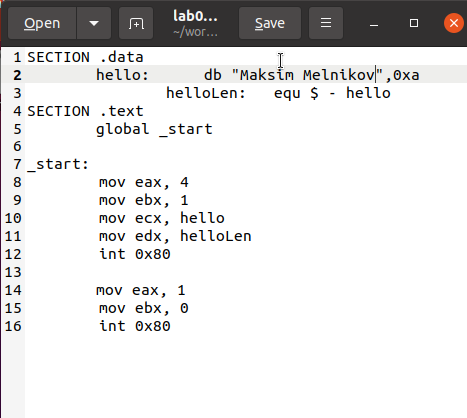 Open lab0... Save
~/wor...
1 SECTION .data
2 hello: db "Maksim Melnikov",0xa
3 helloLen: equ $ - hello
4 SECTION .text
5 global _start
6
7 _start:
8 mov eax, 4
9 mov ebx, 1
10 mov ecx, hello
11 mov edx, helloLen
12 int 0x80
13
14 mov eax, 1
15 mov ebx, 0
16 int 0x80